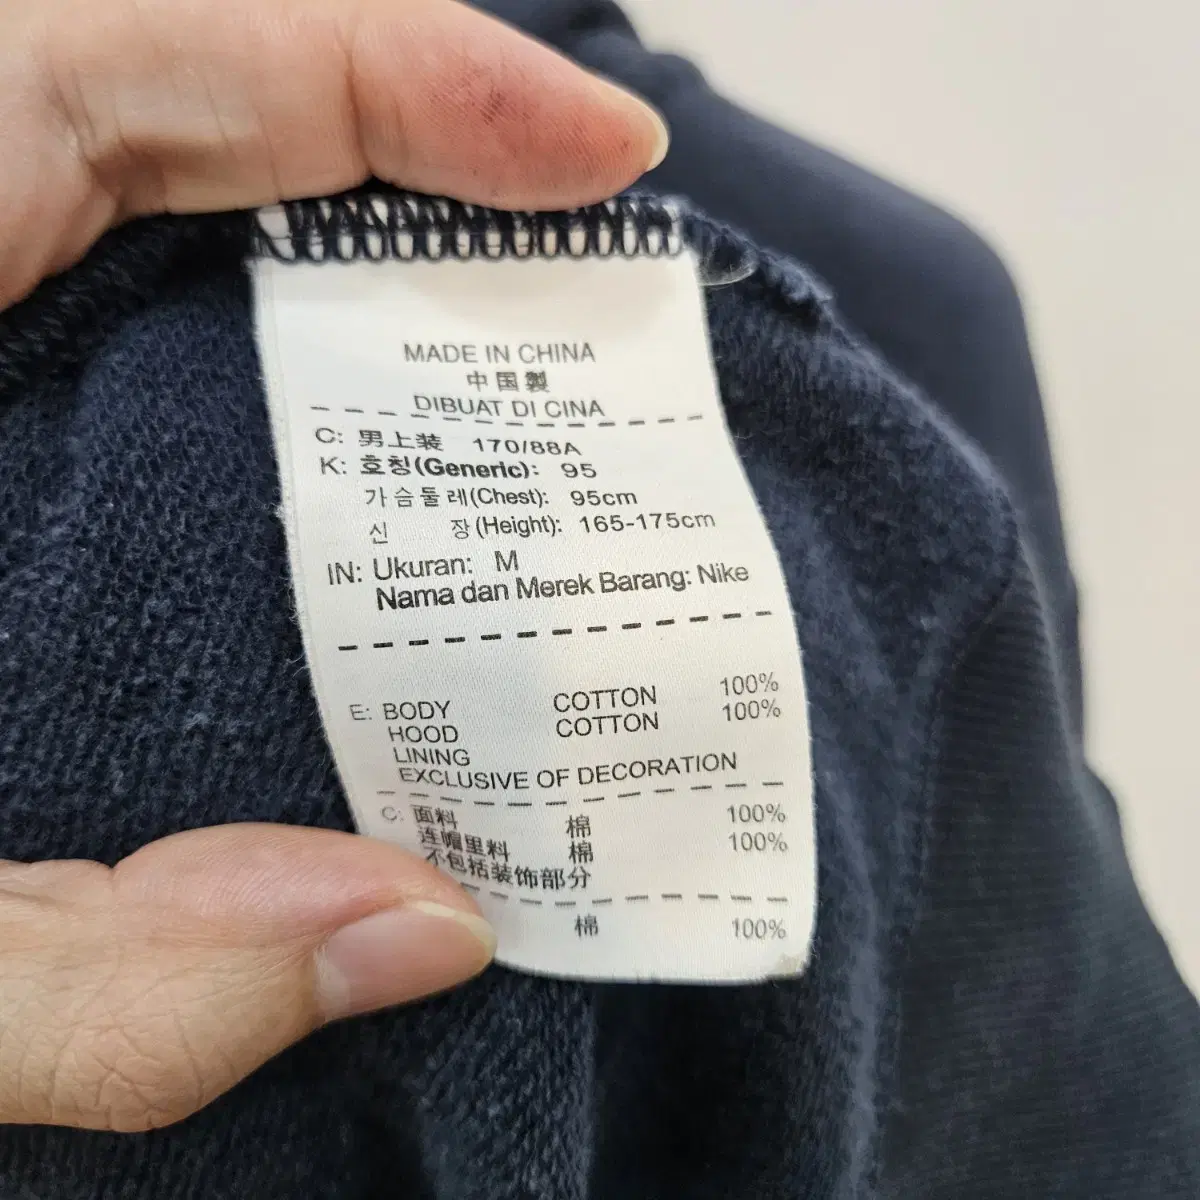 MADE IN CHINA
中国製
DIBUAT DI CINA
C: 男上装 170/88A
K: 호칭(Generic): 95
가슴둘레(Chest): 95cm
신 장(Height): 165-175cm
IN: Ukuran: M
Nama dan Merek Barang: Nike
E: BODY COTTON 100%
HOOD COTTON 100%
LINING
EXCLUSIVE OF DECORATION
C: 面料 棉 100%
连帽里料 棉 100%
不包括装饰部分
棉 100%